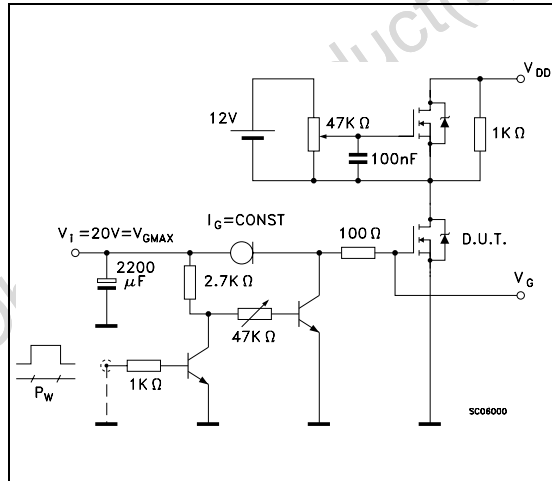 V DD
12V
47K Ω
1K Ω
100nF
I G =CONST
V i =20V=V GMAX
100 Ω
D.U.T.
2200
μF
2.7K Ω
V G
47K Ω
1K Ω
P W
SC06000